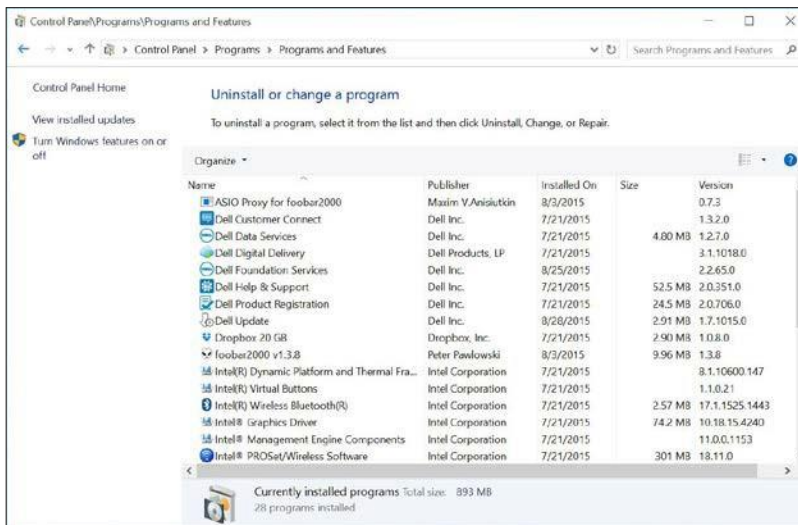 Control Panel\Programs\Programs and Features
Control Panel > Programs > Programs and Features
Search Programs and Features
Control Panel Home
View installed updates
Turn Windows features on or
off
Uninstall or change a program
To uninstall a program, select it from the list and then click Uninstall, Change, or Repair.
Organize
Name Publisher Installed On Size Version
ASIO Proxy for foobar2000 Maxim V.Anisiutkin 8/3/2015 0.7.3
Dell Customer Connect Dell Inc. 7/21/2015 1.3.2.0
Dell Data Services Dell Inc. 7/21/2015 4.80 MB 1.2.7.0
Dell Digital Delivery Dell Products, LP 7/21/2015 3.1.1018.0
Dell Foundation Services Dell Inc. 8/25/2015 2.2.65.0
Dell Help & Support Dell Inc. 7/21/2015 52.5 MB 2.0.351.0
Dell Product Registration Dell Inc. 7/21/2015 24.5 MB 2.0.706.0
Dell Update Dell Inc. 8/28/2015 2.91 MB 1.7.1015.0
Dropbox 20 GB Dropbox, Inc. 7/21/2015 2.90 MB 1.0.8.0
foobar2000 v1.3.8 Peter Pawlowski 8/3/2015 9.96 MB 1.3.8
Intel(R) Dynamic Platform and Thermal Fra... Intel Corporation 7/21/2015 8.1.10600.147
Intel(R) Virtual Buttons Intel Corporation 7/21/2015 1.1.0.21
Intel(R) Wireless Bluetooth(R) Intel Corporation 7/21/2015 2.57 MB 17.1.1525.1443
Intel® Graphics Driver Intel Corporation 7/21/2015 74.2 MB 10.18.15.4240
Intel® Management Engine Components Intel Corporation 7/21/2015 11.0.0.1153
Intel® PROSet/Wireless Software Intel Corporation 7/21/2015 301 MB 18.11.0
Currently installed programs Total size: 893 MB
28 programs installed